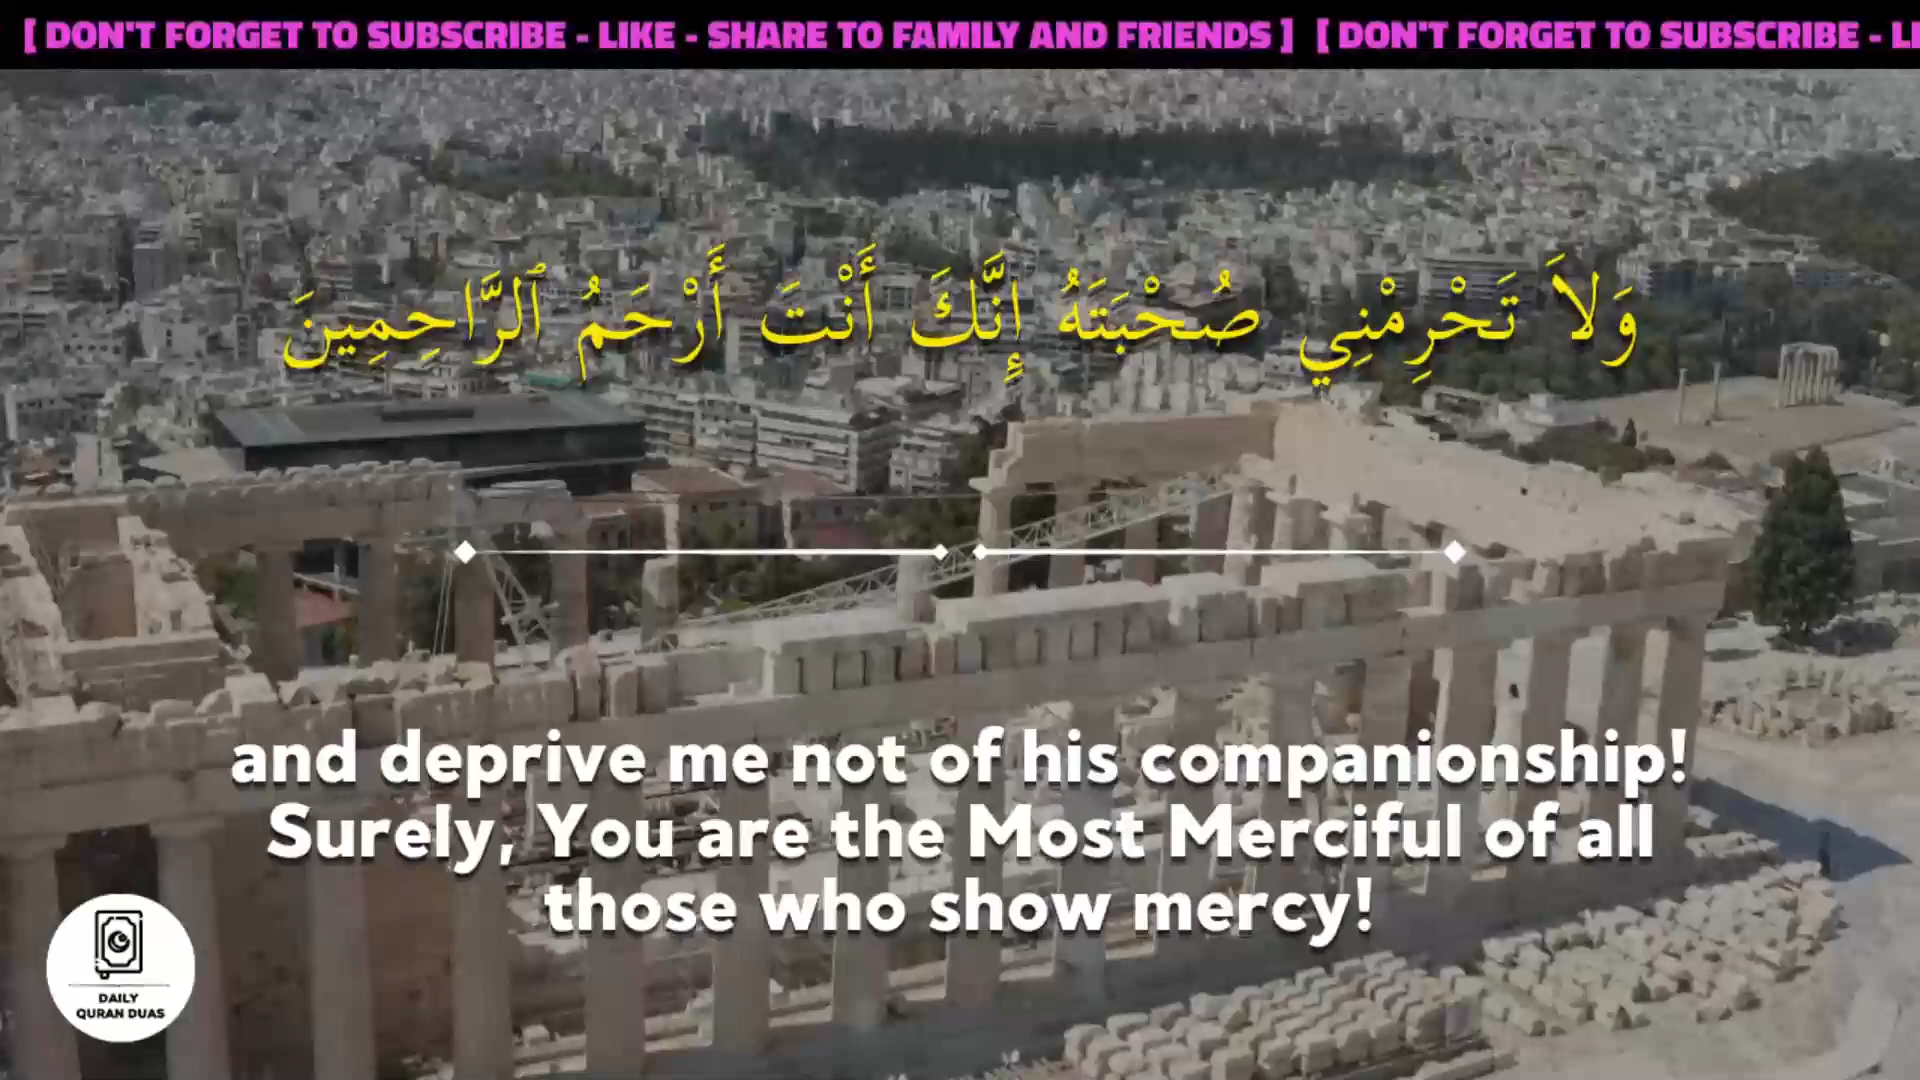 [ DON'T FORGET TO SUBSCRIBE - LIKE - SHARE TO FAMILY AND FRIENDS ] [ DON'T FORGET TO SUBSCRIBE - LI
وَلاَ تَحْرِمْنِي صُحْبَتَهُ إِنَّكَ أَنْتَ أَرْحَمُ ٱلرَّاحِمِينَ
and deprive me not of his companionship!
Surely, You are the Most Merciful of all
those who show mercy!
DAILY
QURAN DUAS